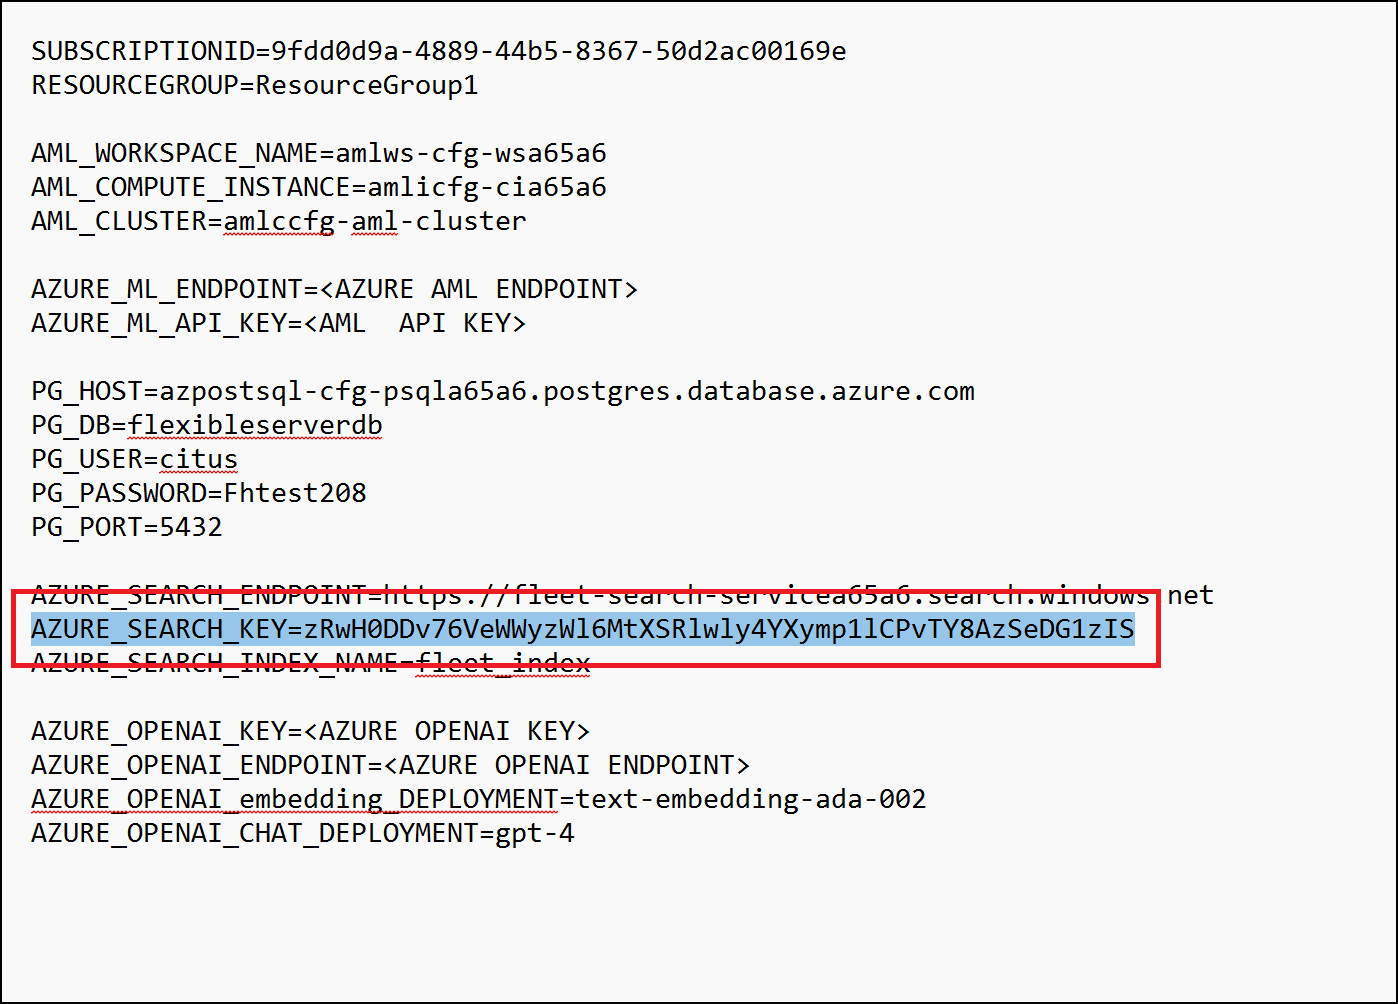 SUBSCRIPTIONID=9fdd0d9a-4889-44b5-8367-50d2ac00169e
RESOURCEGROUP=ResourceGroup1
AML_WORKSPACE_NAME=amlws-cfg-wsa65a6
AML_COMPUTE_INSTANCE=amlicfg-cia65a6
AML_CLUSTER=amlccfg-aml-cluster
AZURE_ML_ENDPOINT=<AZURE AML ENDPOINT>
AZURE_ML_API_KEY=<AML  API KEY>
PG_HOST=azpostsql-cfg-psqla65a6.postgres.database.azure.com
PG_DB=flexibleserverdb
PG_USER=citus
PG_PASSWORD=Fhtest208
PG_PORT=5432
AZURE_SEARCH_ENDPOINT=https://fleet-search-servicea65a6.search.windows.net
AZURE_SEARCH_KEY=zRwH0DDv76VeWWyzWl6MtXSRlwly4YXymp1lCPvTY8AzSeDG1zIS
AZURE_SEARCH_INDEX_NAME=fleet_index
AZURE_OPENAI_KEY=<AZURE OPENAI KEY>
AZURE_OPENAI_ENDPOINT=<AZURE OPENAI ENDPOINT>
AZURE_OPENAI_embedding_DEPLOYMENT=text-embedding-ada-002
AZURE_OPENAI_CHAT_DEPLOYMENT=gpt-4